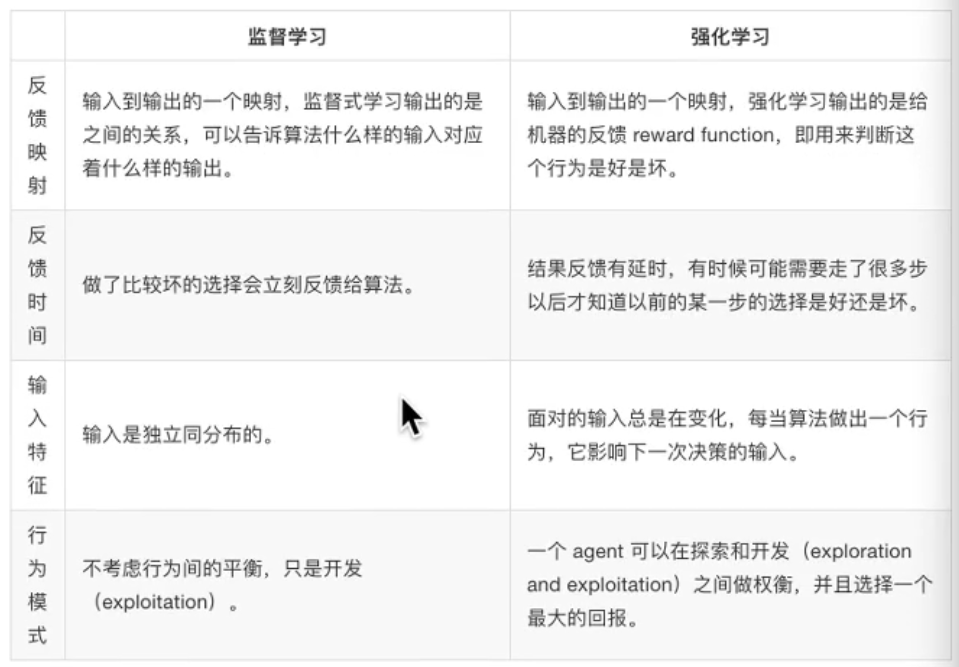 监督学习
强化学习
反馈映射
输入到输出的一个映射，监督式学习输出的是
之间的关系，可以告诉算法什么样的输入对应
着什么样的输出。
输入到输出的一个映射，强化学习输出的是给
机器的反馈 reward function，即用来判断这
个行为是好是坏。
反馈时间
做了比较坏的选择会立刻反馈给算法。
结果反馈有延时，有时候可能需要走了很多步
以后才知道以前的某一步的选择是好还是坏。
输入特征
输入是独立同分布的。
面对的输入总是在变化，每当算法做出一个行
为，它影响下一次决策的输入。
行为模式
不考虑行为间的平衡，只是开发
（exploitation）。
一个 agent 可以在探索和开发（exploration
and exploitation）之间做权衡，并且选择一个
最大的回报。